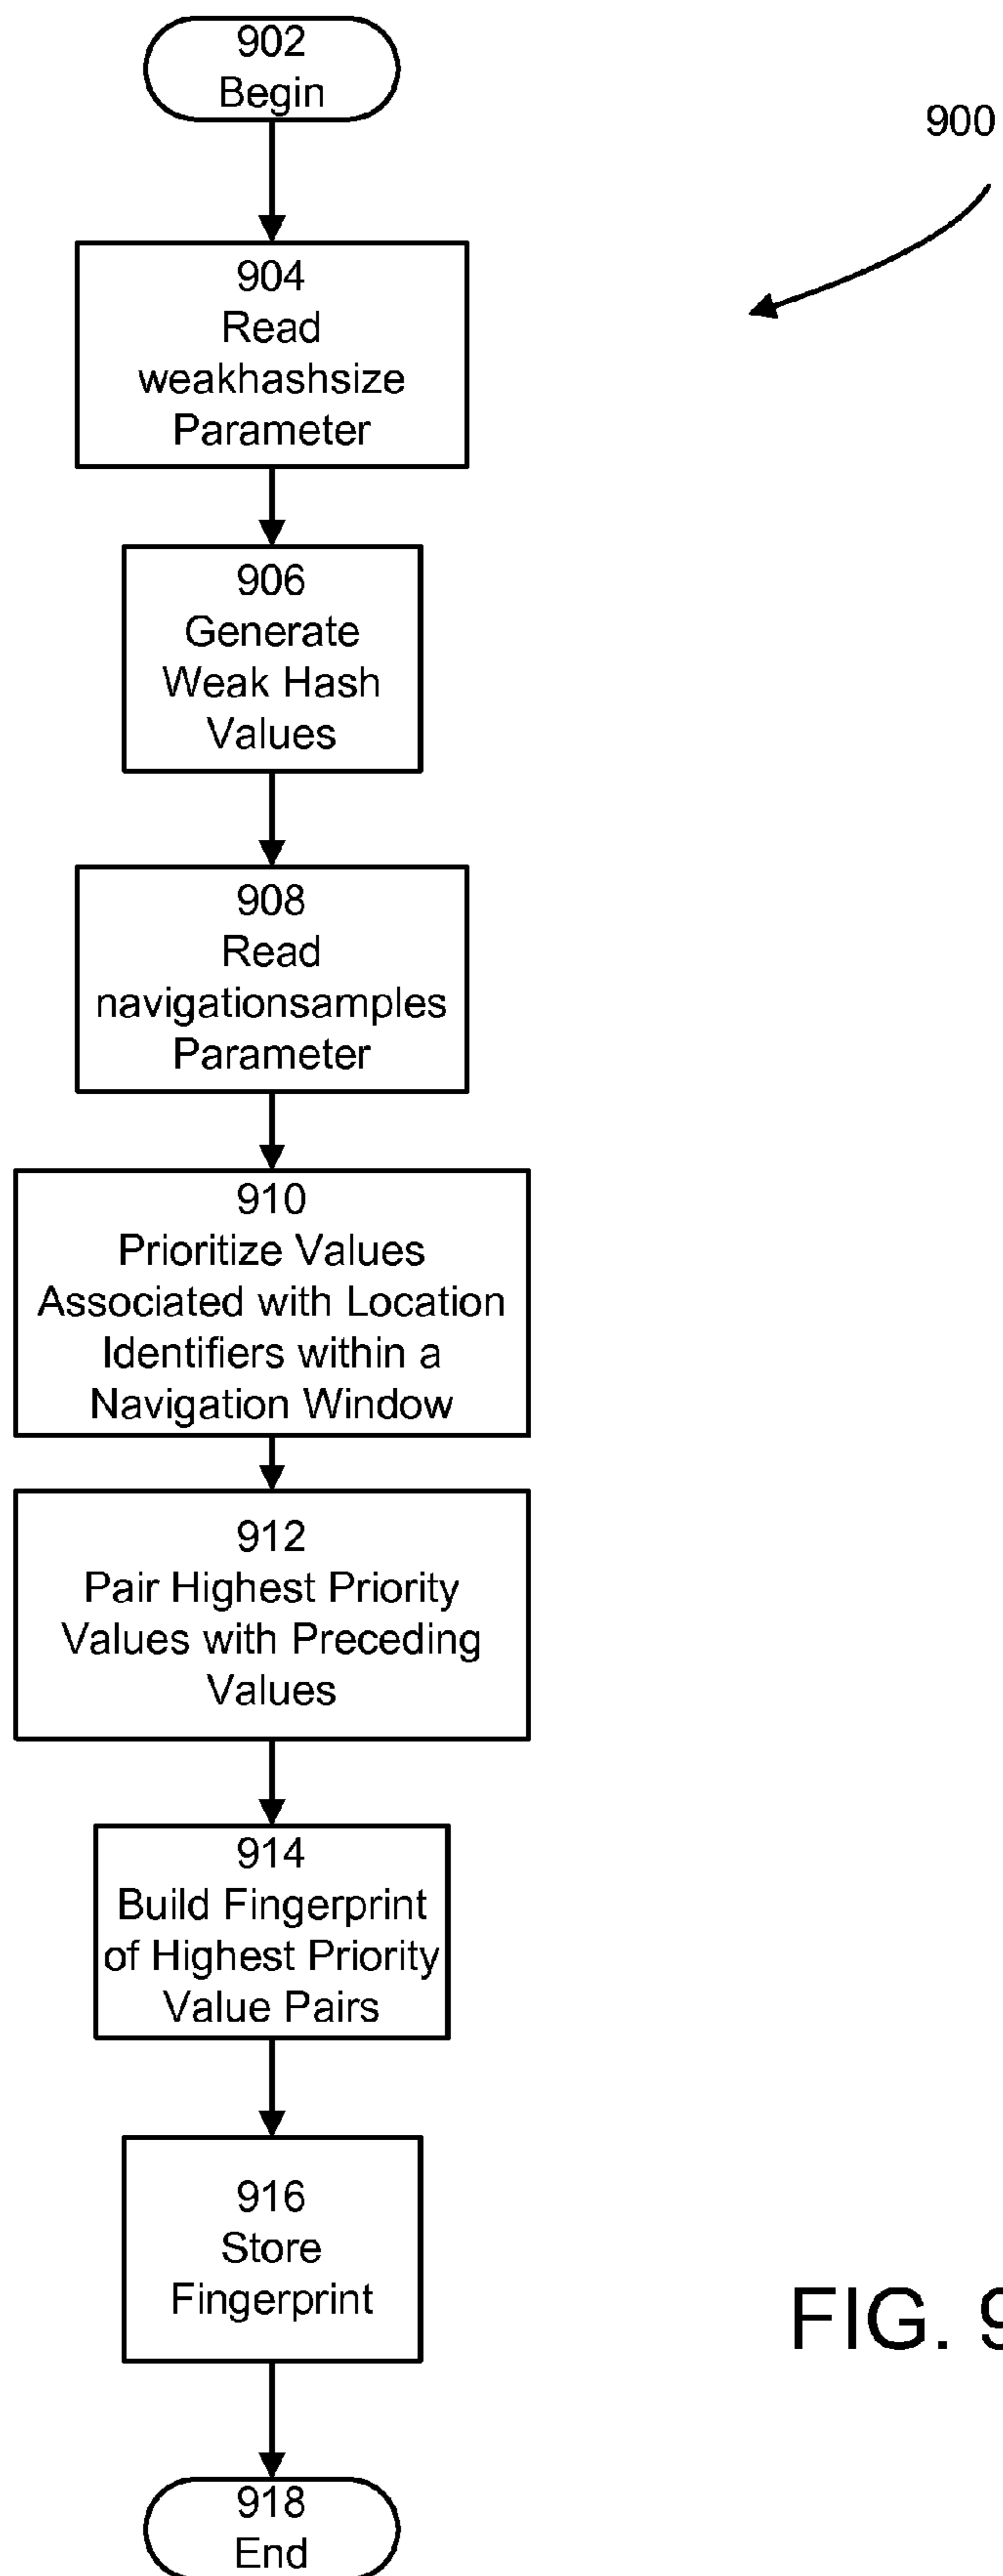 902
Begin
900
904
Read
weakhashsize
Parameter
906
Generate
Weak Hash
Values
908
Read
navigationsamples
Parameter
910
Prioritize Values
Associated with Location
Identifiers within a
Navigation Window
912
Pair Highest Priority
Values with Preceding
Values
914
Build Fingerprint
of Highest Priority
Value Pairs
916
Store
Fingerprint
FIG. 9
918
End